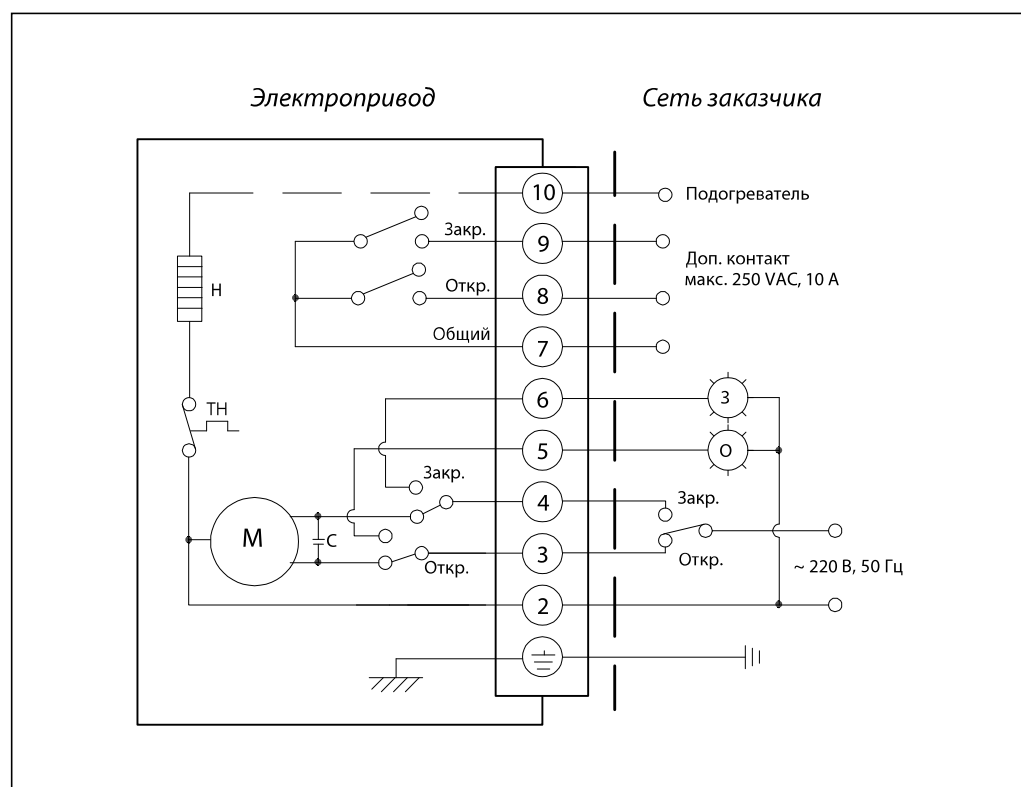 Электропривод
Сеть заказчика
10
Подогреватель
Закр.
9
Доп. контакт
макс. 250 VAC, 10 А
Н
Откр.
8
Общий
7
ТН
6
З
5
О
Закр.
4
Закр.
М
С
Откр.
3
Откр.
~ 220 В, 50 Гц
2